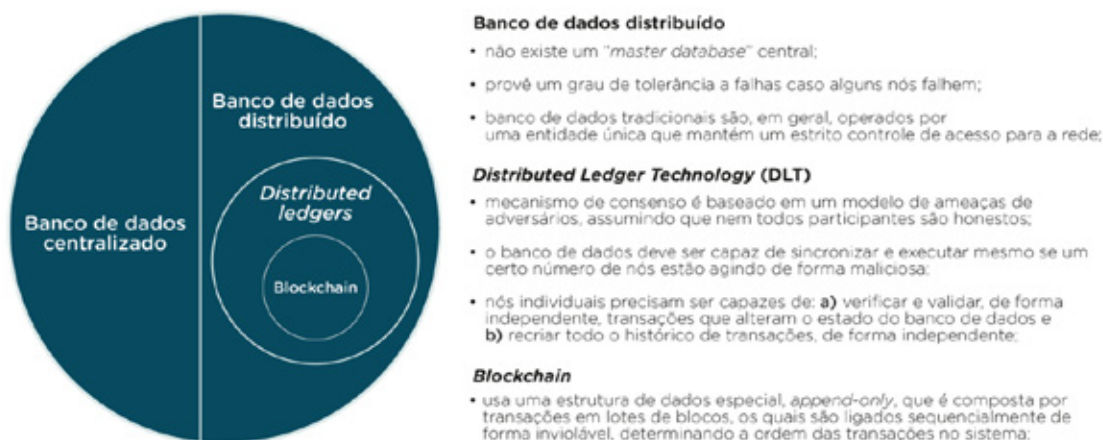 Banco de dados
distribuído
Distributed
ledgers
Banco de dados
centralizado
Blockchain
Banco de dados distribuído
• não existe um "master database" central;
• provê um grau de tolerância a falhas caso alguns nós falhem;
• banco de dados tradicionais são, em geral, operados por
uma entidade única que mantém um estrito controle de acesso para a rede;
Distributed Ledger Technology (DLT)
• mecanismo de consenso é baseado em um modelo de ameaças de
adversários, assumindo que nem todos participantes são honestos;
• o banco de dados deve ser capaz de sincronizar e executar mesmo se um
certo número de nós estão agindo de forma maliciosa;
• nós individuais precisam ser capazes de: a) verificar e validar, de forma
independente, transações que alteram o estado do banco de dados e
b) recriar todo o histórico de transações, de forma independente;
Blockchain
• usa uma estrutura de dados especial, append-only, que é composta por
transações em lotes de blocos, os quais são ligados sequencialmente de
forma inviolável, determinando a ordem das transações no sistema;